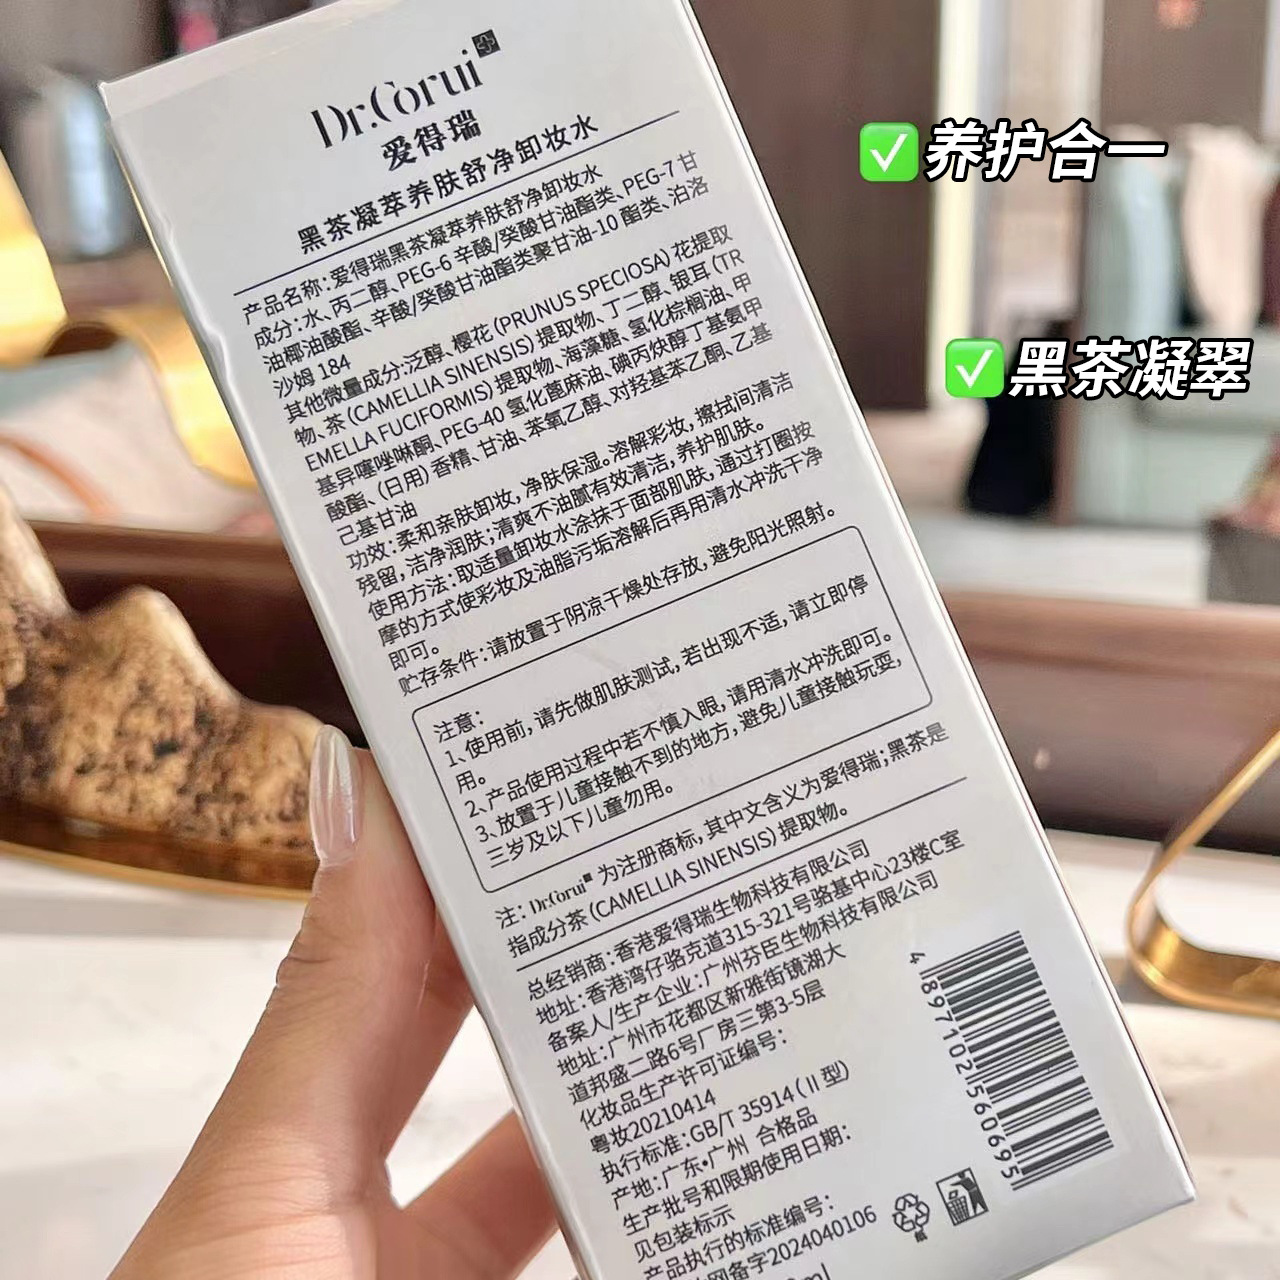 Dr.Corui
爱得瑞
黑茶凝萃养肤舒净卸妆水
产品名称：爱得瑞黑茶凝萃养肤舒净卸妆水
成分：水、丙二醇、PEG-6 辛酸/癸酸甘油酯类、PEG-7 甘
油椰油酸酯、辛酸/癸酸甘油酯类聚甘油-10 酯类、泊洛
沙姆 184
其他微量成分：泛醇、樱花（PRUNUS SPECIOSA）花提取
物、茶（CAMELLIA SINENSIS）提取物、丁二醇、银耳（TR
EMELLA FUCIFORMIS）提取物、海藻糖、氢化棕榈油、甲
基异噻唑啉酮、PEG-40 氢化蓖麻油、碘丙炔醇丁基氨甲
酸酯、（日用）香精、甘油、苯氧乙醇、对羟基苯乙酮、乙基
己基甘油
功效：柔和亲肤卸妆，净肤保湿。溶解彩妆，擦拭间清洁
残留，洁净润肤；清爽不油腻有效清洁，养护肌肤。
使用方法：取适量卸妆水涂抹于面部肌肤，通过打圈按
摩的方式使彩妆及油脂污垢溶解后再用清水冲洗干净
即可。
贮存条件：请放置于阴凉干燥处存放，避免阳光照射。
注意：
1、使用前，请先做肌肤测试，若出现不适，请立即停
用。
2、产品使用过程中若不慎入眼，请用清水冲洗即可。
3、放置于儿童接触不到的地方，避免儿童接触玩耍，
三岁及以下儿童勿用。
注：Dr.Corui 为注册商标，其中文含义为爱得瑞；黑茶是
指成分茶（CAMELLIA SINENSIS）提取物。
总经销商：香港爱得瑞生物科技有限公司
地址：香港湾仔骆克道315-321号骆基中心23楼C室
备案人/生产企业：广州芬臣生物科技有限公司
地址：广州市花都区新雅街镜湖大
道邦盛二路6号厂房三第3-5层
化妆品生产许可证编号：
粤妆20210414
执行标准：GB/T 35914（II 型）
产地：广东•广州 合格品
生产批号和限期使用日期：
见包装标示
产品执行的标准编号：
网备字2024040106
4 897102 560695
✅养护合一
✅黑茶凝翠